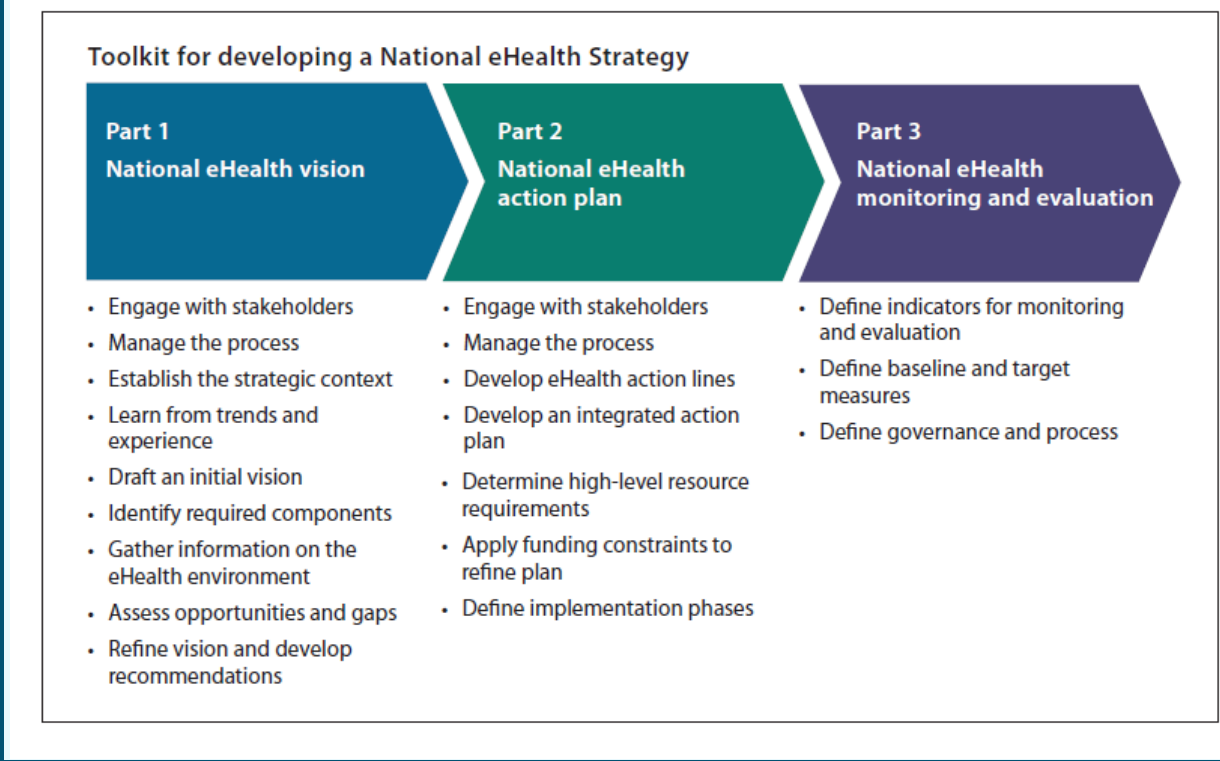 Toolkit for developing a National eHealth Strategy
Part 1
National eHealth vision
Part 2
National eHealth
action plan
Part 3
National eHealth
monitoring and evaluation
• Engage with stakeholders
• Manage the process
• Establish the strategic context
• Learn from trends and
experience
• Draft an initial vision
• Identify required components
• Gather information on the
eHealth environment
• Assess opportunities and gaps
• Refine vision and develop
recommendations
• Engage with stakeholders
• Manage the process
• Develop eHealth action lines
• Develop an integrated action
plan
• Determine high-level resource
requirements
• Apply funding constraints to
refine plan
• Define implementation phases
• Define indicators for monitoring
and evaluation
• Define baseline and target
measures
• Define governance and process